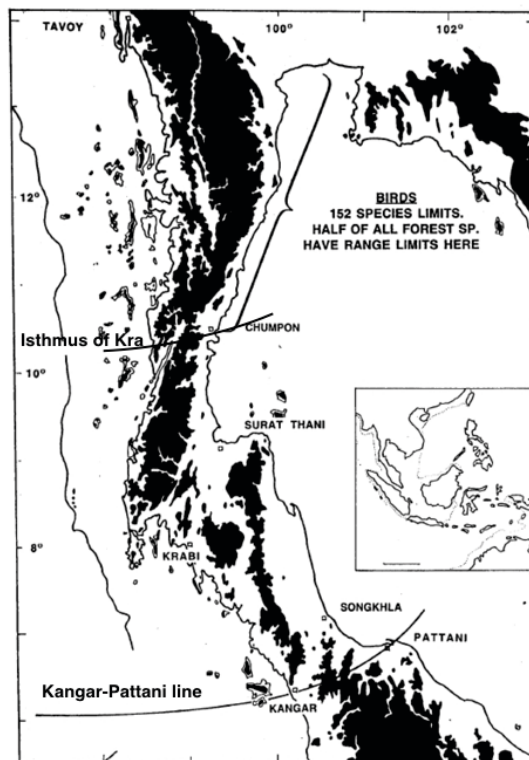 TAVOY
100°
102°
12°
BIRDS
152 SPECIES LIMITS.
HALF OF ALL FOREST SP.
HAVE RANGE LIMITS HERE
Isthmus of Kra
CHUMPON
10°
SURAT THANI
8°
KRABI
SONGKHLA
PATTANI
Kangar-Pattani line
KANGAR